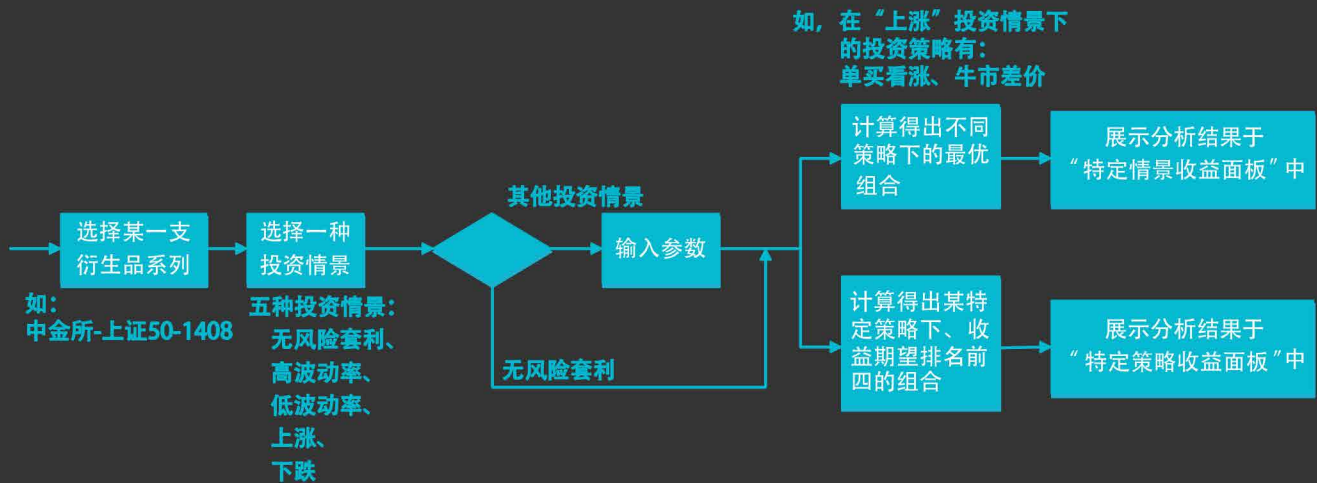 如，在“上涨”投资情景下
的投资策略有：
单买看涨、牛市差价
选择某一支
衍生品系列
如：
中金所-上证50-1408
选择一种
投资情景
五种投资情景：
无风险套利、
高波动率、
低波动率、
上涨、
下跌
其他投资情景
无风险套利
输入参数
计算得出不同
策略下的最优
组合
展示分析结果于
“特定情景收益面板”中
计算得出某特
定策略下、收
益期望排名前
四的组合
展示分析结果于
“特定策略收益面板”中